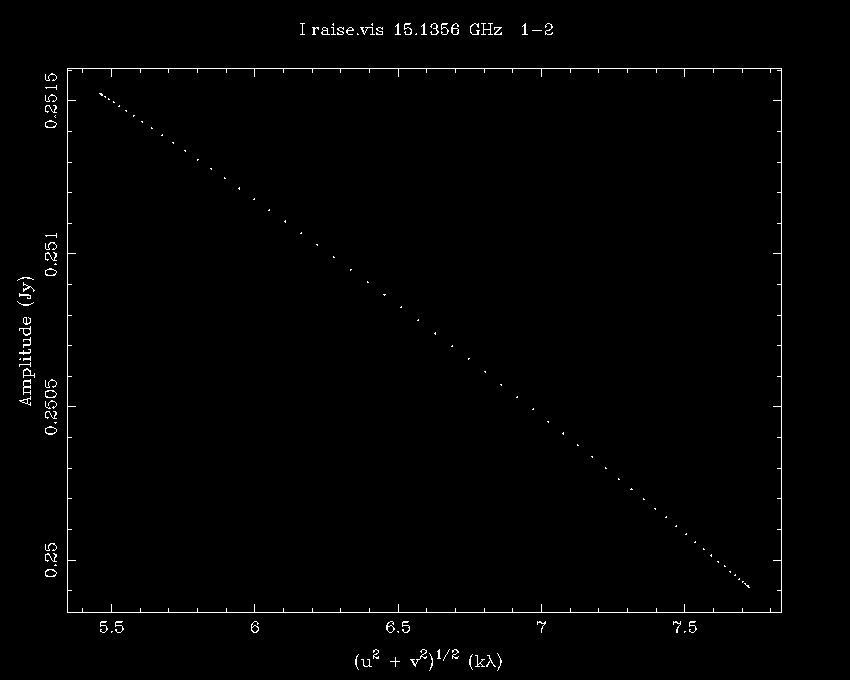 I raise.vis 15.1356 GHz 1−2
0.2515
0.251
0.2505
0.25
Amplitude (Jy)
5.5 6 6.5 7 7.5
(u² + v²)¹/² (kλ)